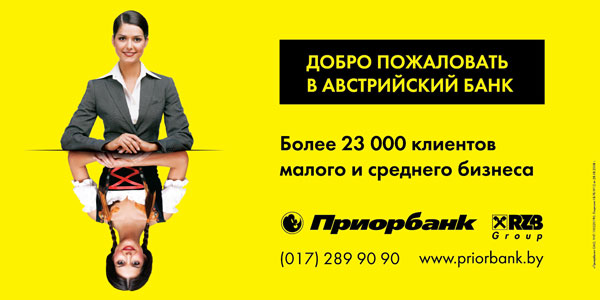 ДОБРО ПОЖАЛОВАТЬ
В АВСТРИЙСКИЙ БАНК
Более 23 000 клиентов
малого и среднего бизнеса
Приорбанк
RZB
Group
(017) 289 90 90 www.priorbank.by